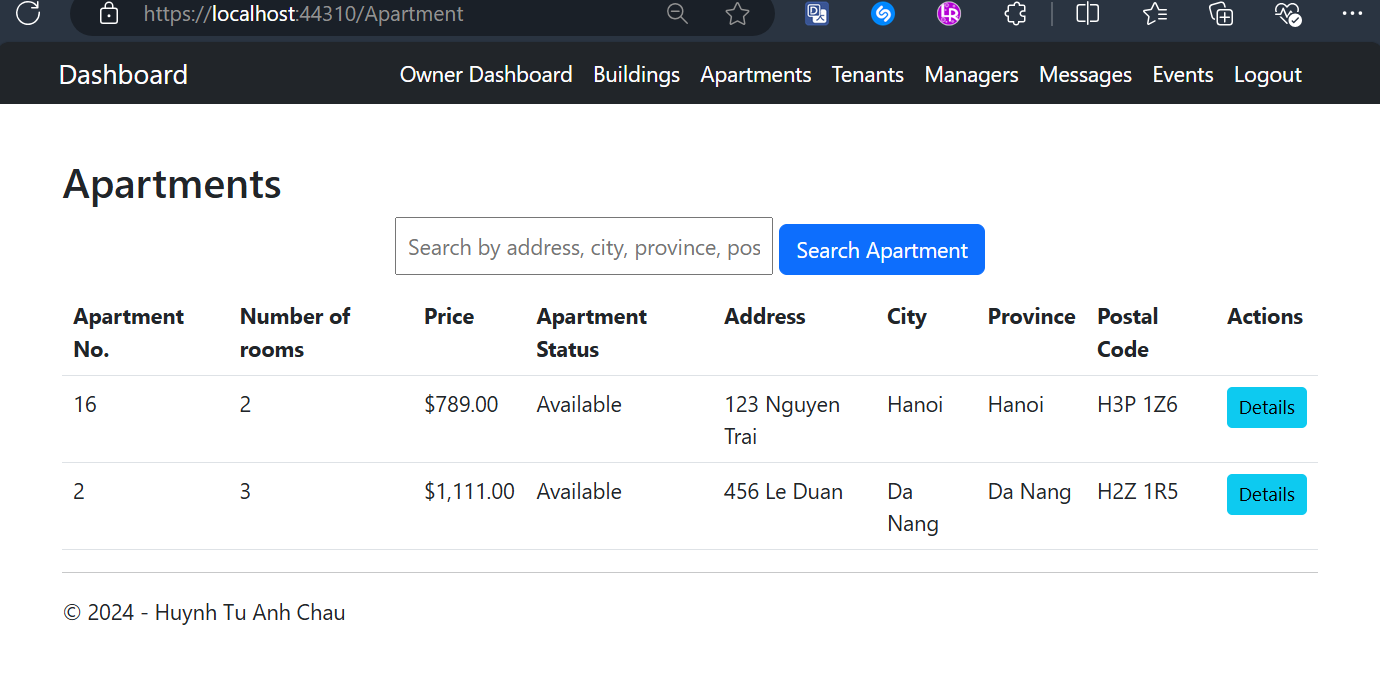 https://localhost:44310/Apartment
Dashboard Owner Dashboard Buildings Apartments Tenants Managers Messages Events Logout
Apartments
Search by address, city, province, pos Search Apartment
Apartment No. Number of rooms Price Apartment Status Address City Province Postal Code Actions
16 2 $789.00 Available 123 Nguyen Trai Hanoi Hanoi H3P 1Z6 Details
2 3 $1,111.00 Available 456 Le Duan Da Nang Da Nang H2Z 1R5 Details
© 2024 - Huynh Tu Anh Chau